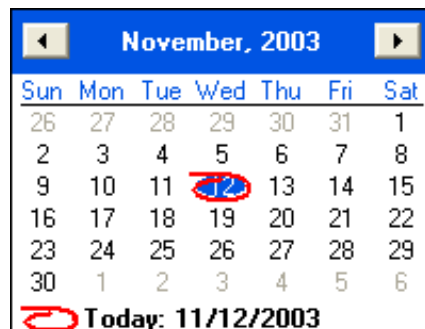 November, 2003
Sun Mon Tue Wed Thu Fri Sat
26 27 28 29 30 31 1
2 3 4 5 6 7 8
9 10 11 12 13 14 15
16 17 18 19 20 21 22
23 24 25 26 27 28 29
30 1 2 3 4 5 6
Today: 11/12/2003